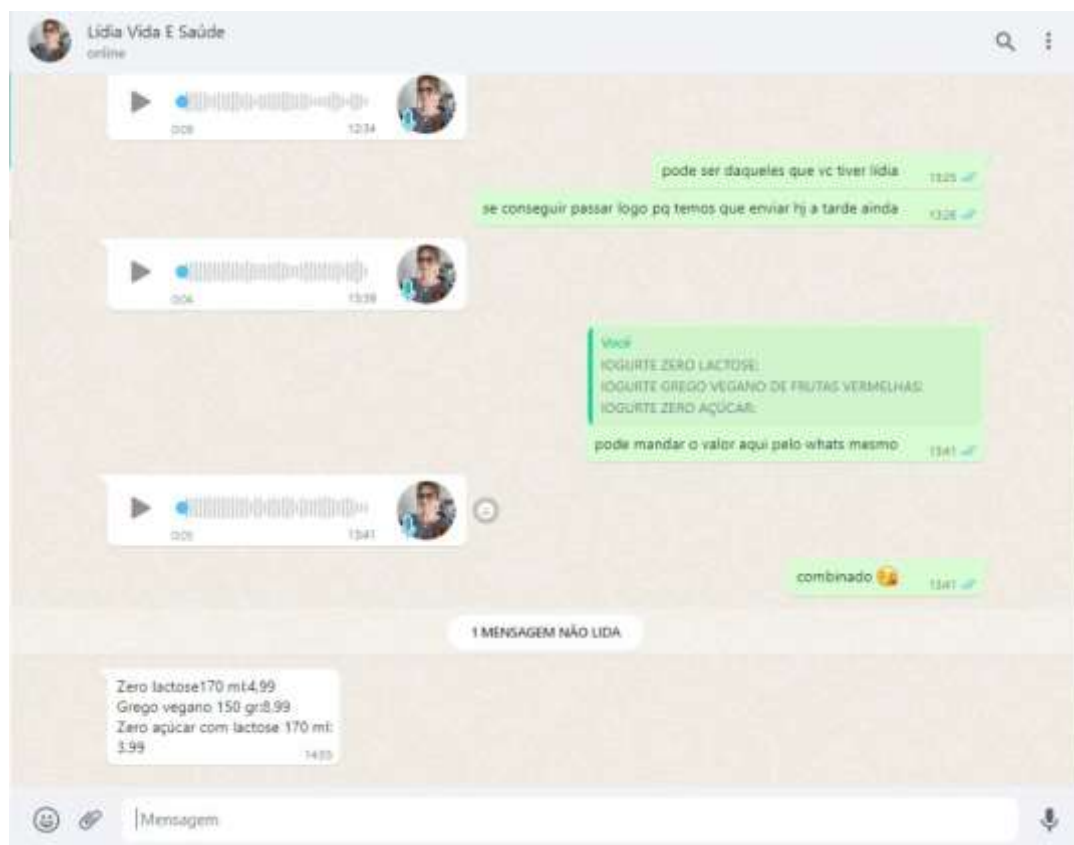 Lídia Vida E Saúde
online
0:09
12:34
pode ser daqueles que vc tiver lídia
13:25
se conseguir passar logo pq temos que enviar hj a tarde ainda
13:26
0:04
13:39
Você
IOGURTE ZERO LACTOSE:
IOGURTE GREGO VEGANO DE FRUTAS VERMELHAS:
IOGURTE ZERO AÇÚCAR:
pode mandar o valor aqui pelo whats mesmo
13:41
0:05
13:41
combinado
13:41
1 MENSAGEM NÃO LIDA
Zero lactose170 ml:4,99
Grego vegano 150 gr:8,99
Zero açúcar com lactose 170 ml:
3.99
Mensagem